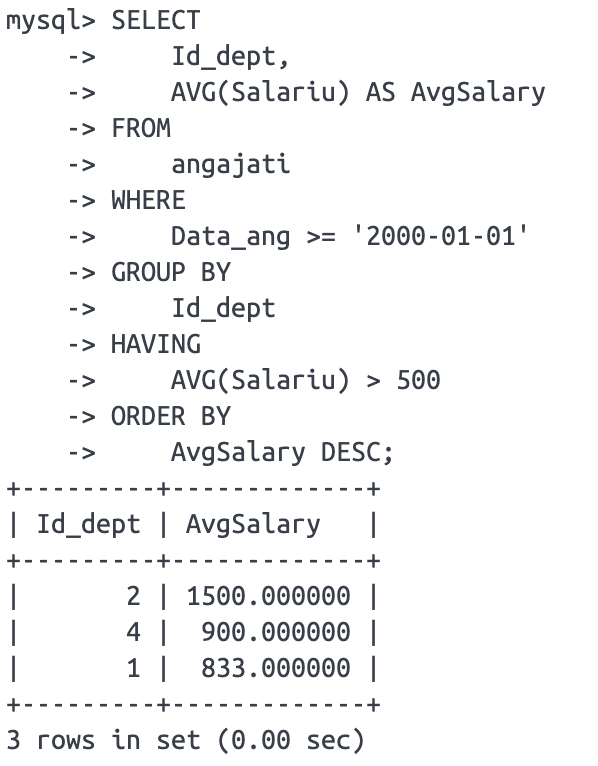 mysql> SELECT
    ->     Id_dept,
    ->     AVG(Salariu) AS AvgSalary
    -> FROM
    ->     angajati
    -> WHERE
    ->     Data_ang >= '2000-01-01'
    -> GROUP BY
    ->     Id_dept
    -> HAVING
    ->     AVG(Salariu) > 500
    -> ORDER BY
    ->     AvgSalary DESC;
+---------+-------------+
| Id_dept | AvgSalary   |
+---------+-------------+
|       2 | 1500.000000 |
|       4 |  900.000000 |
|       1 |  833.000000 |
+---------+-------------+
3 rows in set (0.00 sec)